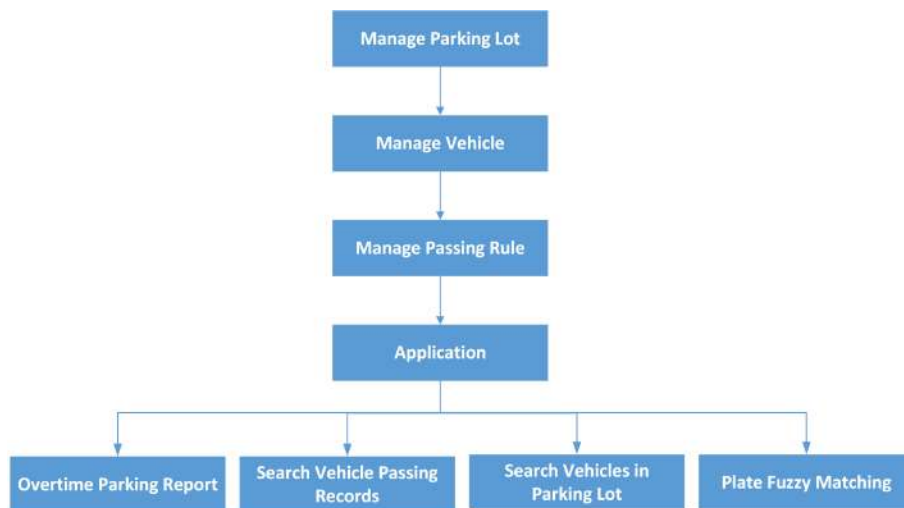 Manage Parking Lot
Manage Vehicle
Manage Passing Rule
Application
Overtime Parking Report
Search Vehicle Passing
Records
Search Vehicles in
Parking Lot
Plate Fuzzy Matching